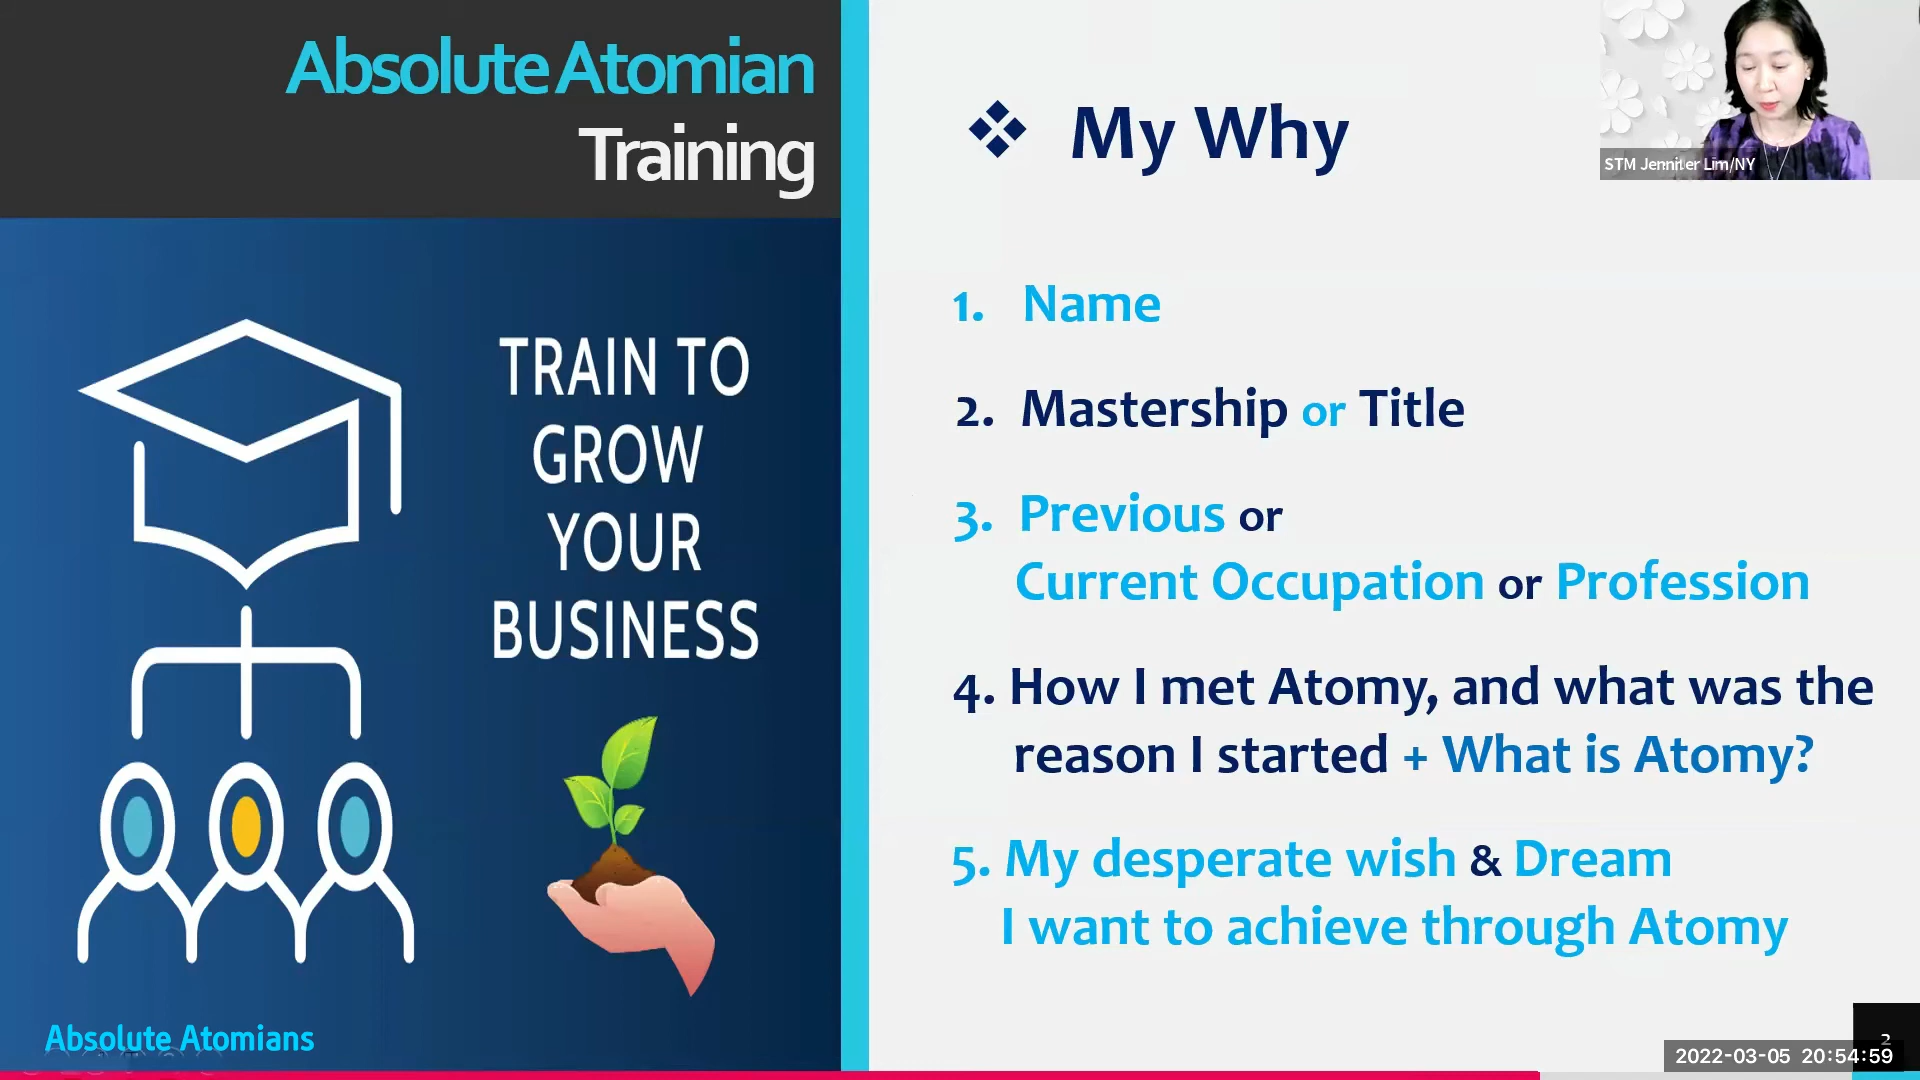 Absolute Atomian
Training
TRAIN TO
GROW
YOUR
BUSINESS
Absolute Atomians
❖ My Why
1. Name
2. Mastership or Title
3. Previous or
Current Occupation or Profession
4. How I met Atomy, and what was the
reason I started + What is Atomy?
5. My desperate wish & Dream
I want to achieve through Atomy
STM Jennifer Lim/NY
2
2022-03-05 20:54:59